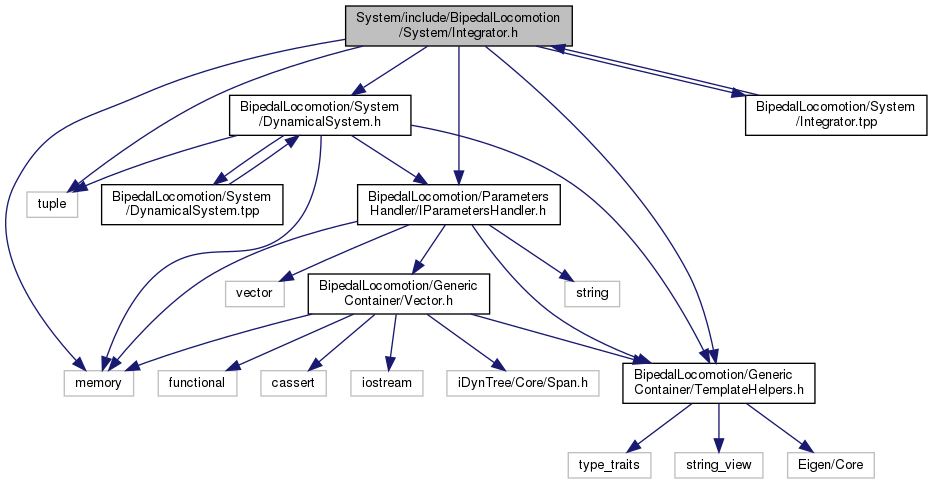 System/include/BipedalLocomotion
/System/Integrator.h
BipedalLocomotion/System
/DynamicalSystem.h
BipedalLocomotion/System
/Integrator.tpp
tuple
BipedalLocomotion/System
/DynamicalSystem.tpp
BipedalLocomotion/Parameters
Handler/IParametersHandler.h
vector
BipedalLocomotion/Generic
Container/Vector.h
string
memory
functional
cassert
iostream
iDynTree/Core/Span.h
BipedalLocomotion/Generic
Container/TemplateHelpers.h
type_traits
string_view
Eigen/Core